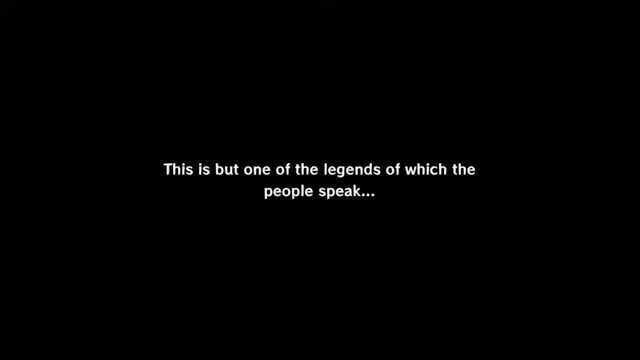 This is but one of the legends of which the
people speak...